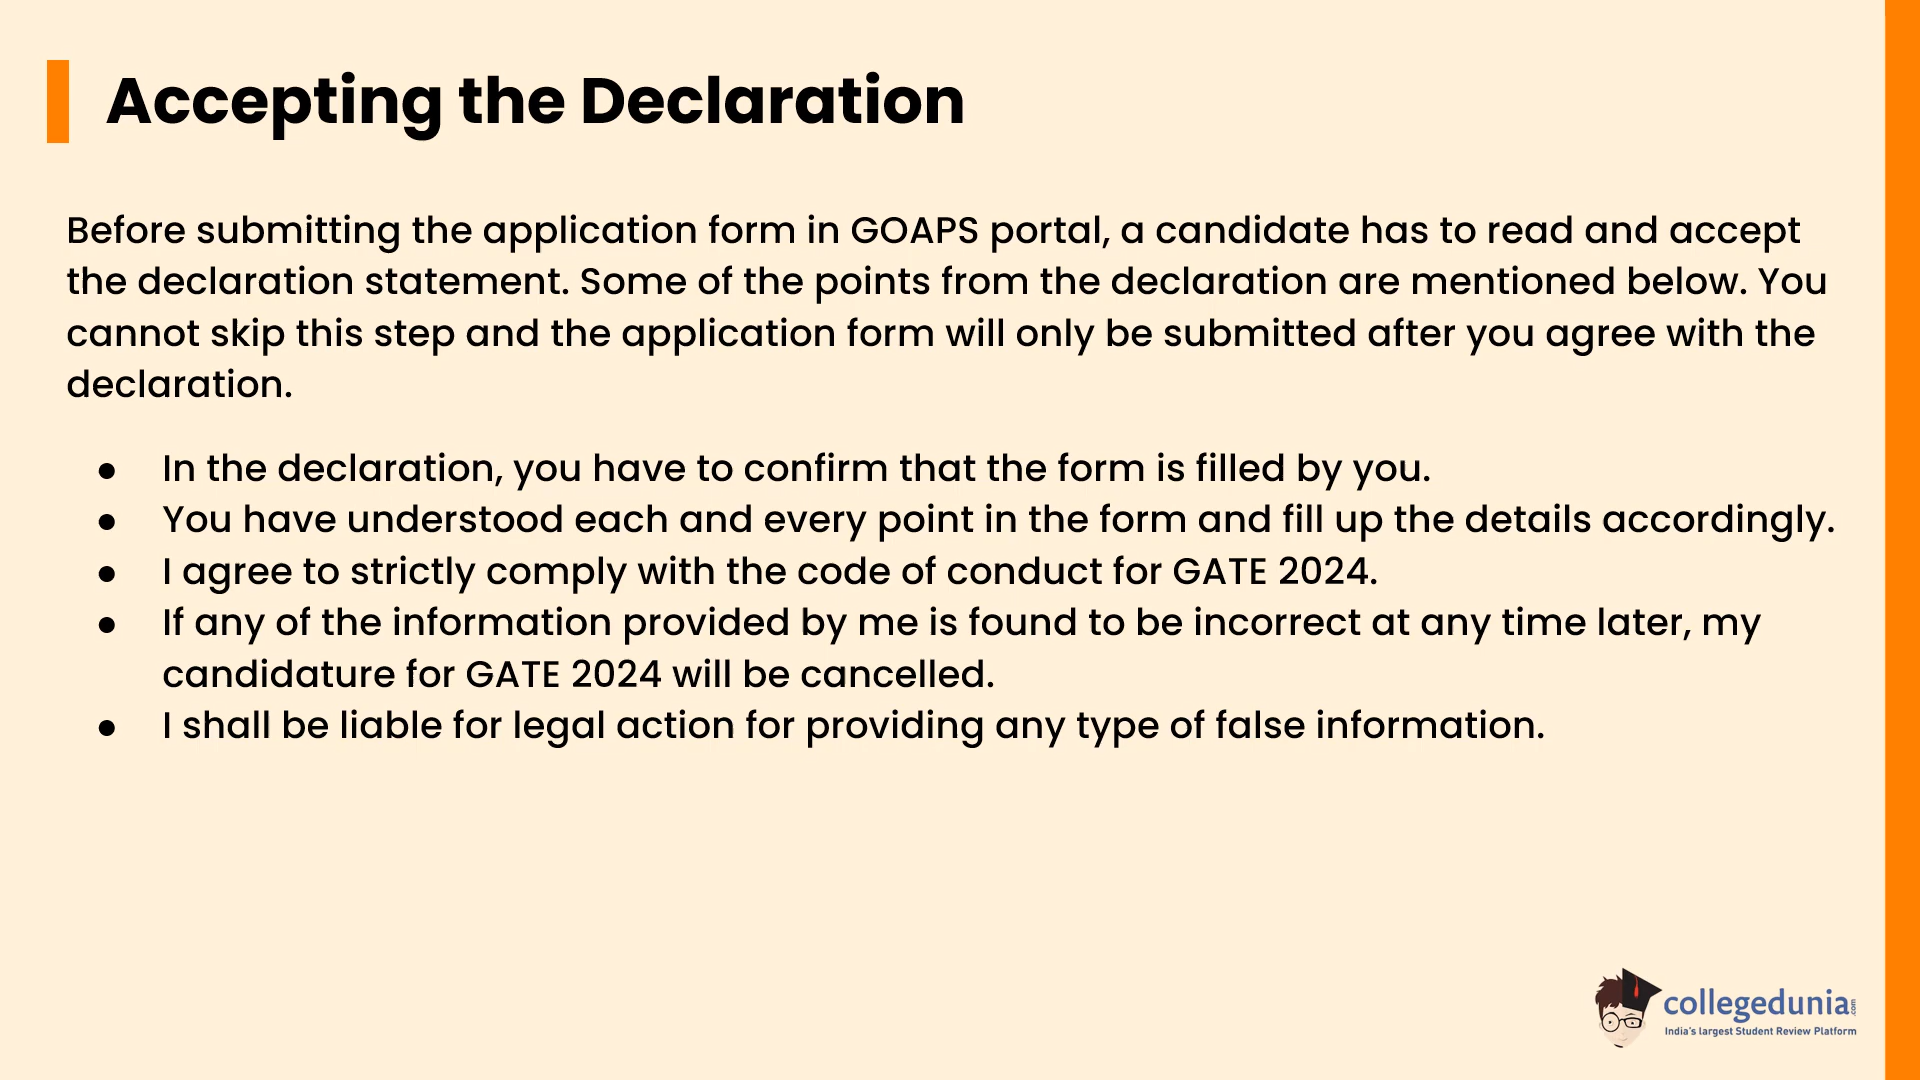 Accepting the Declaration
Before submitting the application form in GOAPS portal, a candidate has to read and accept
the declaration statement. Some of the points from the declaration are mentioned below. You
cannot skip this step and the application form will only be submitted after you agree with the
declaration.
● In the declaration, you have to confirm that the form is filled by you.
● You have understood each and every point in the form and fill up the details accordingly.
● I agree to strictly comply with the code of conduct for GATE 2024.
● If any of the information provided by me is found to be incorrect at any time later, my
candidature for GATE 2024 will be cancelled.
● I shall be liable for legal action for providing any type of false information.
collegedunia.com
India's largest Student Review Platform